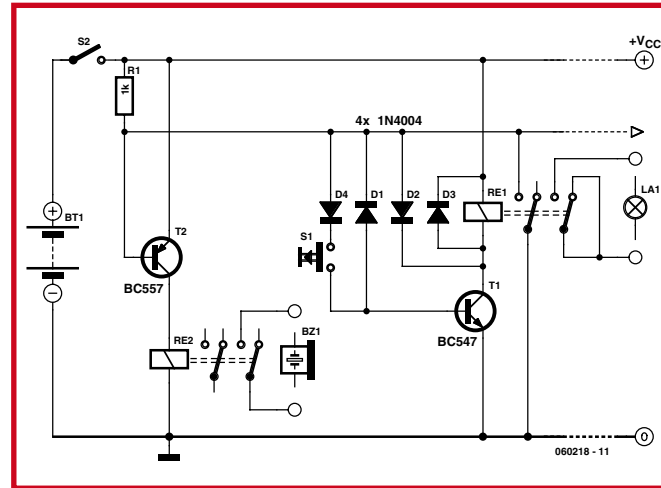 S2
+VCC
R1
1k
4x 1N4004
D4
D1
D2
D3
RE1
LA1
BT1
S1
T2
BC557
T1
BC547
RE2
BZ1
0
060218 - 11